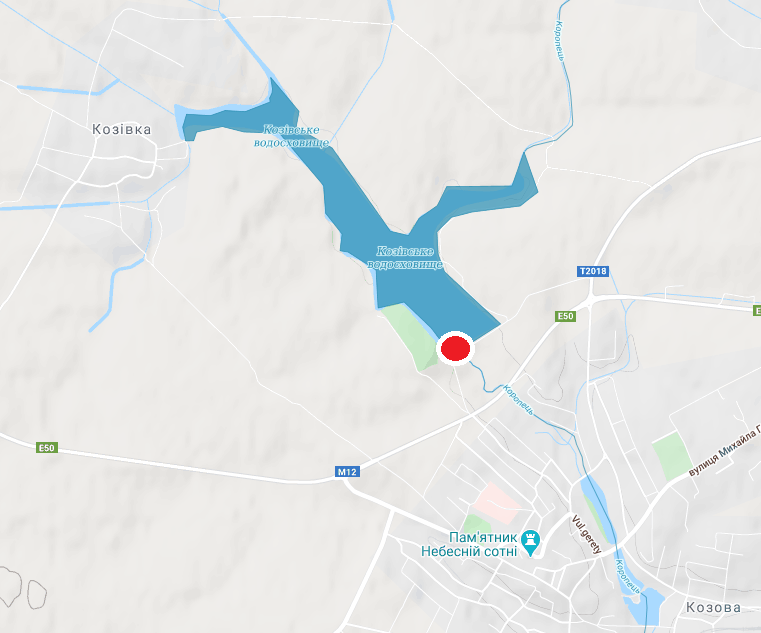 Коропець
Козівка
Козівське
водосховище
Козівське
водосховище
T2018
E50
E
Коропець
E50
M12
вулиця Михайла Г
Пам'ятник
Небесній сотні
Vul.gerety
Коропець
Козова